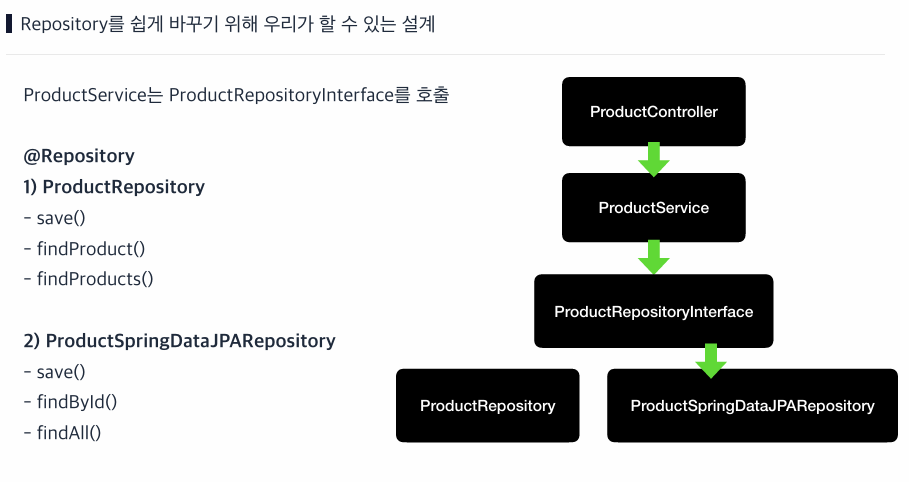 Repository를 쉽게 바꾸기 위해 우리가 할 수 있는 설계
ProductService는 ProductRepositoryInterface를 호출
@Repository
1) ProductRepository
- save()
- findProduct()
- findProducts()
2) ProductSpringDataJPARepository
- save()
- findById()
- findAll()
ProductController
ProductService
ProductRepositoryInterface
ProductRepository
ProductSpringDataJPARepository